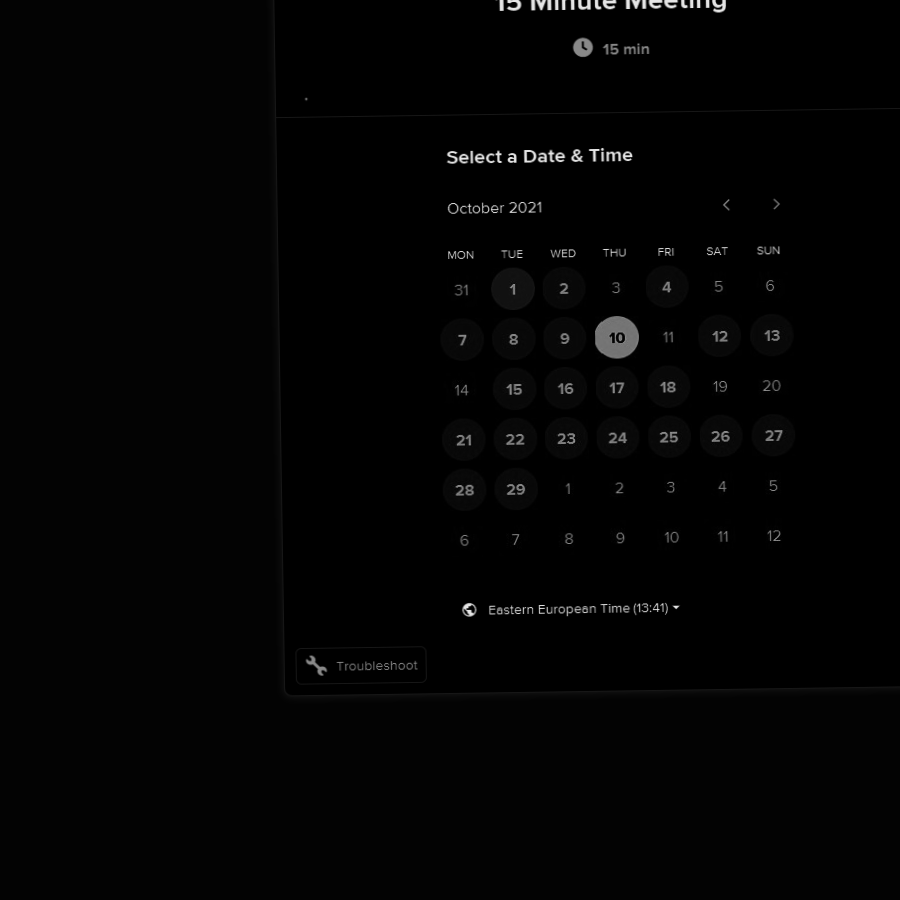 15 Minute Meeting
15 min
Select a Date & Time
October 2021
MON TUE WED THU FRI SAT SUN
31 1 2 3 4 5 6
7 8 9 10 11 12 13
14 15 16 17 18 19 20
21 22 23 24 25 26 27
28 29 1 2 3 4 5
6 7 8 9 10 11 12
Eastern European Time (13:41)
Troubleshoot